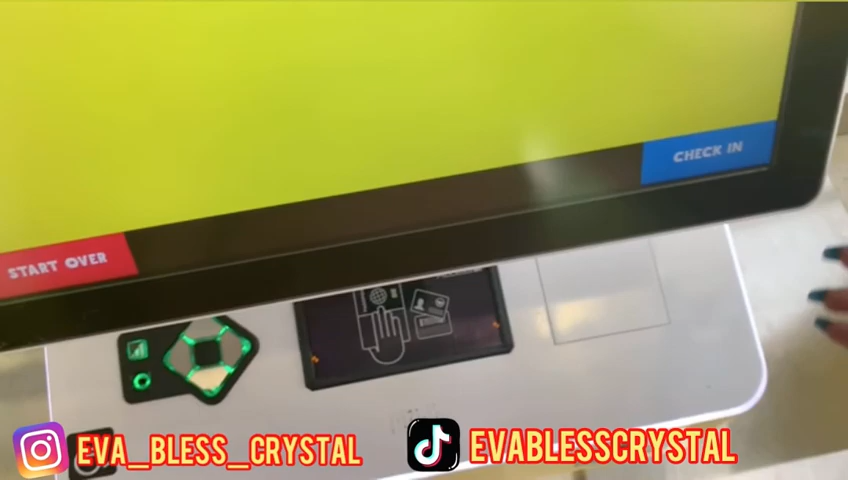 CHECK IN
START OVER
EVA_BLESS_CRYSTAL
EVABLESSCRYSTAL